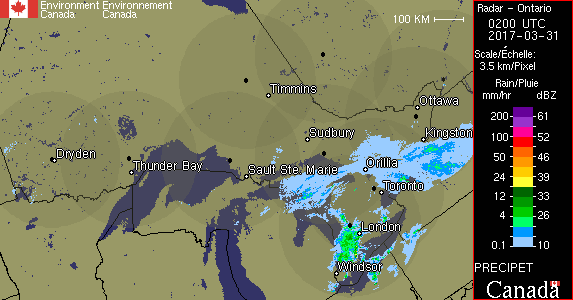 Environment Environnement
Canada Canada
100 KM
Timmins
Ottawa
Sudbury
Kingston
Dryden
Thunder Bay
Sault Ste. Marie
Orillia
Toronto
London
Windsor
Radar - Ontario
0200 UTC
2017-03-31
Scale/Échelle:
3.5 km/Pixel
Rain/Pluie
mm/hr dBZ
200 61
100 52
50 46
24 39
12 33
4 26
0.1 10
PRECIPET
Canada